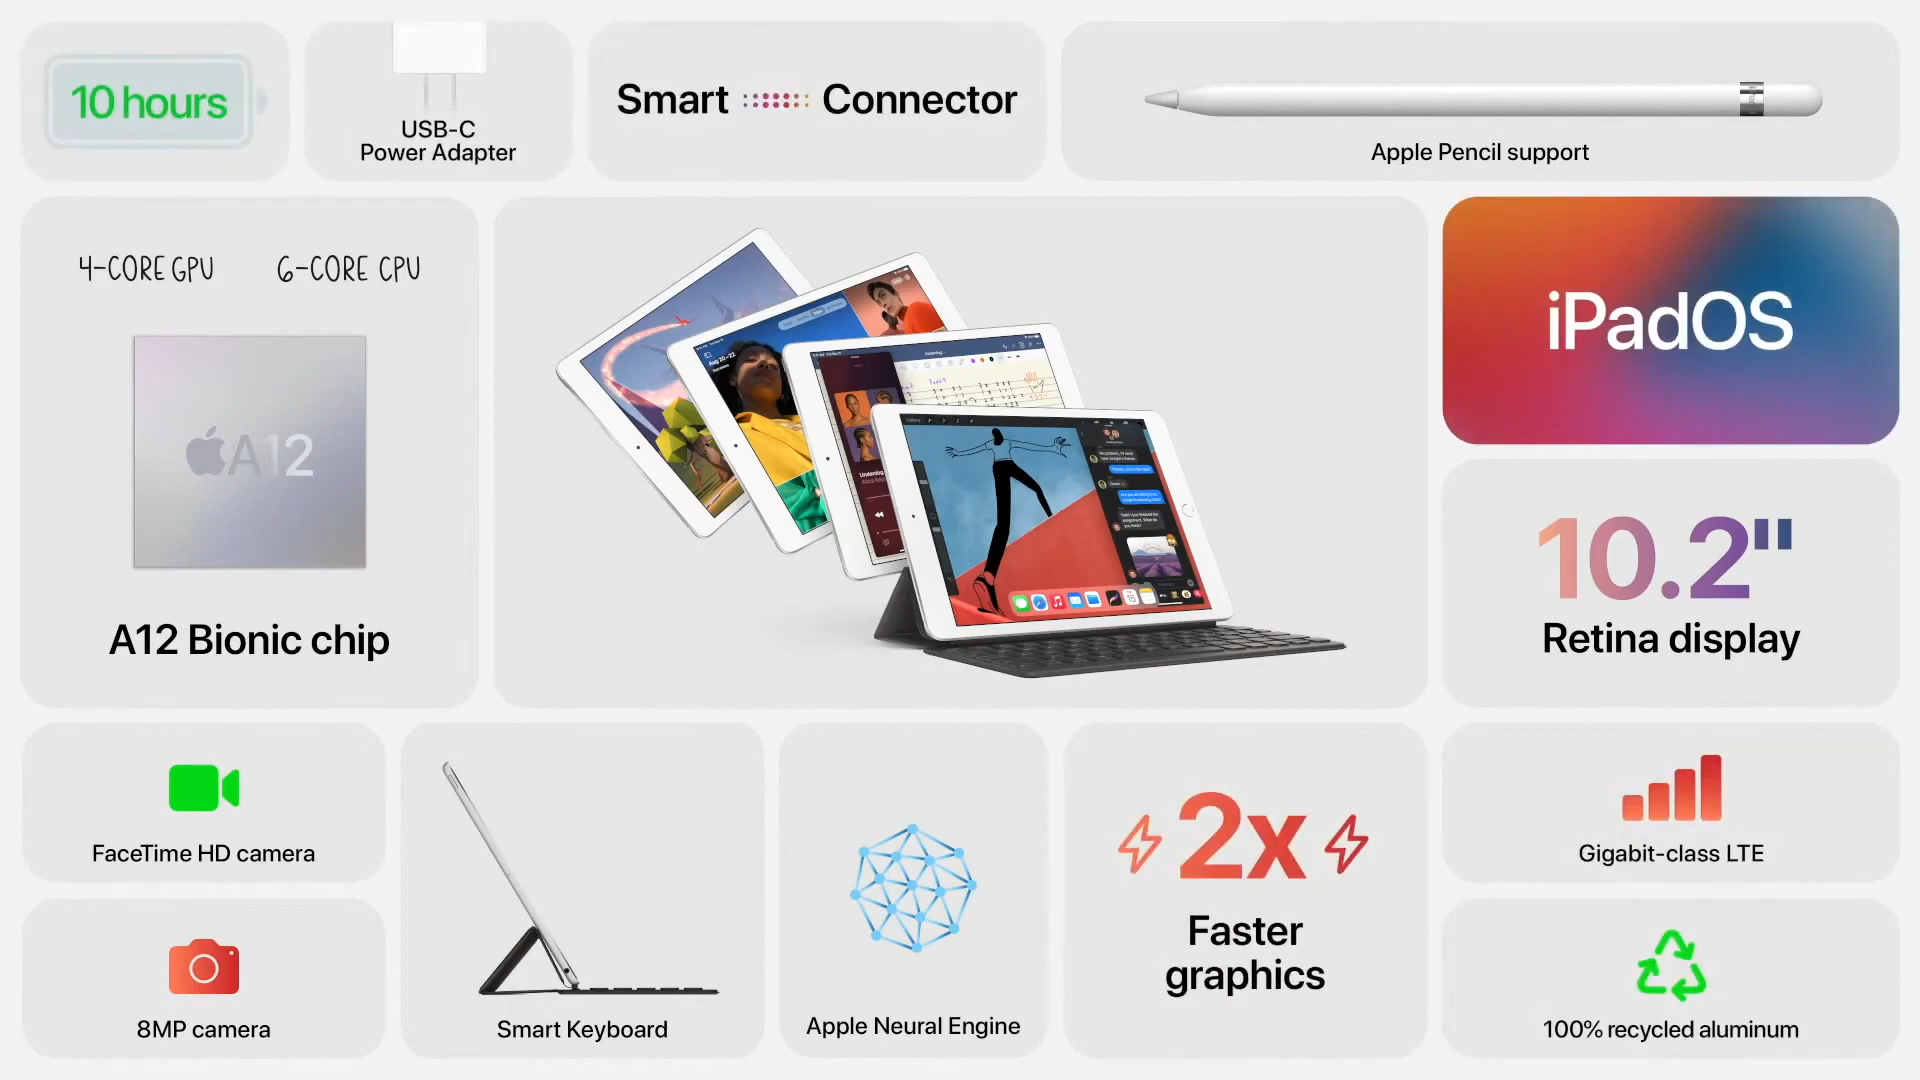 10 hours
USB-C
Power Adapter
Smart Connector
Apple Pencil support
4-CORE GPU 6-CORE CPU
A12
A12 Bionic chip
iPadOS
10.2"
Retina display
FaceTime HD camera
8MP camera
Smart Keyboard
Apple Neural Engine
2x
Faster
graphics
Gigabit-class LTE
100% recycled aluminum